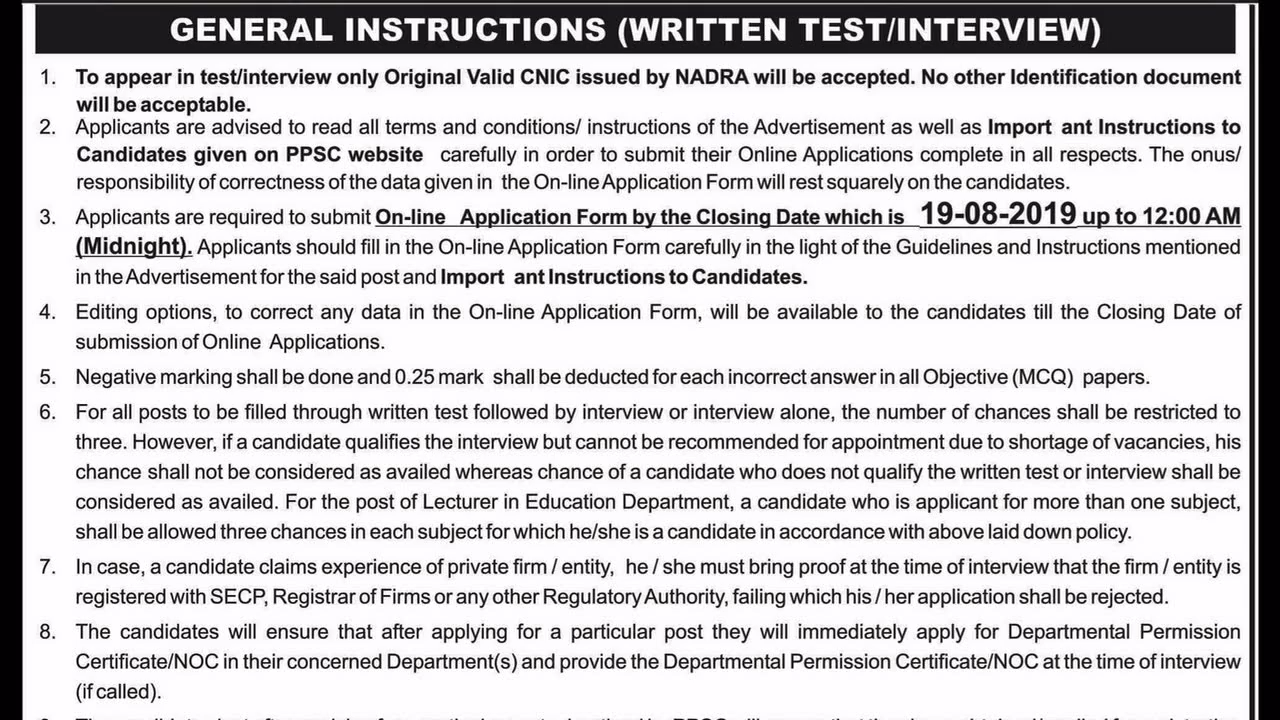 GENERAL INSTRUCTIONS (WRITTEN TEST/INTERVIEW)
1. To appear in test/interview only Original Valid CNIC issued by NADRA will be accepted. No other Identification document
will be acceptable.
2. Applicants are advised to read all terms and conditions/ instructions of the Advertisement as well as Import ant Instructions to
Candidates given on PPSC website carefully in order to submit their Online Applications complete in all respects. The onus/
responsibility of correctness of the data given in the On-line Application Form will rest squarely on the candidates.
3. Applicants are required to submit On-line Application Form by the Closing Date which is 19-08-2019 up to 12:00 AM
(Midnight). Applicants should fill in the On-line Application Form carefully in the light of the Guidelines and Instructions mentioned
in the Advertisement for the said post and Import ant Instructions to Candidates.
4. Editing options, to correct any data in the On-line Application Form, will be available to the candidates till the Closing Date of
submission of Online Applications.
5. Negative marking shall be done and 0.25 mark shall be deducted for each incorrect answer in all Objective (MCQ) papers.
6. For all posts to be filled through written test followed by interview or interview alone, the number of chances shall be restricted to
three. However, if a candidate qualifies the interview but cannot be recommended for appointment due to shortage of vacancies, his
chance shall not be considered as availed whereas chance of a candidate who does not qualify the written test or interview shall be
considered as availed. For the post of Lecturer in Education Department, a candidate who is applicant for more than one subject,
shall be allowed three chances in each subject for which he/she is a candidate in accordance with above laid down policy.
7. In case, a candidate claims experience of private firm / entity, he / she must bring proof at the time of interview that the firm / entity is
registered with SECP, Registrar of Firms or any other Regulatory Authority, failing which his / her application shall be rejected.
8. The candidates will ensure that after applying for a particular post they will immediately apply for Departmental Permission
Certificate/NOC in their concerned Department(s) and provide the Departmental Permission Certificate/NOC at the time of interview
(if called).